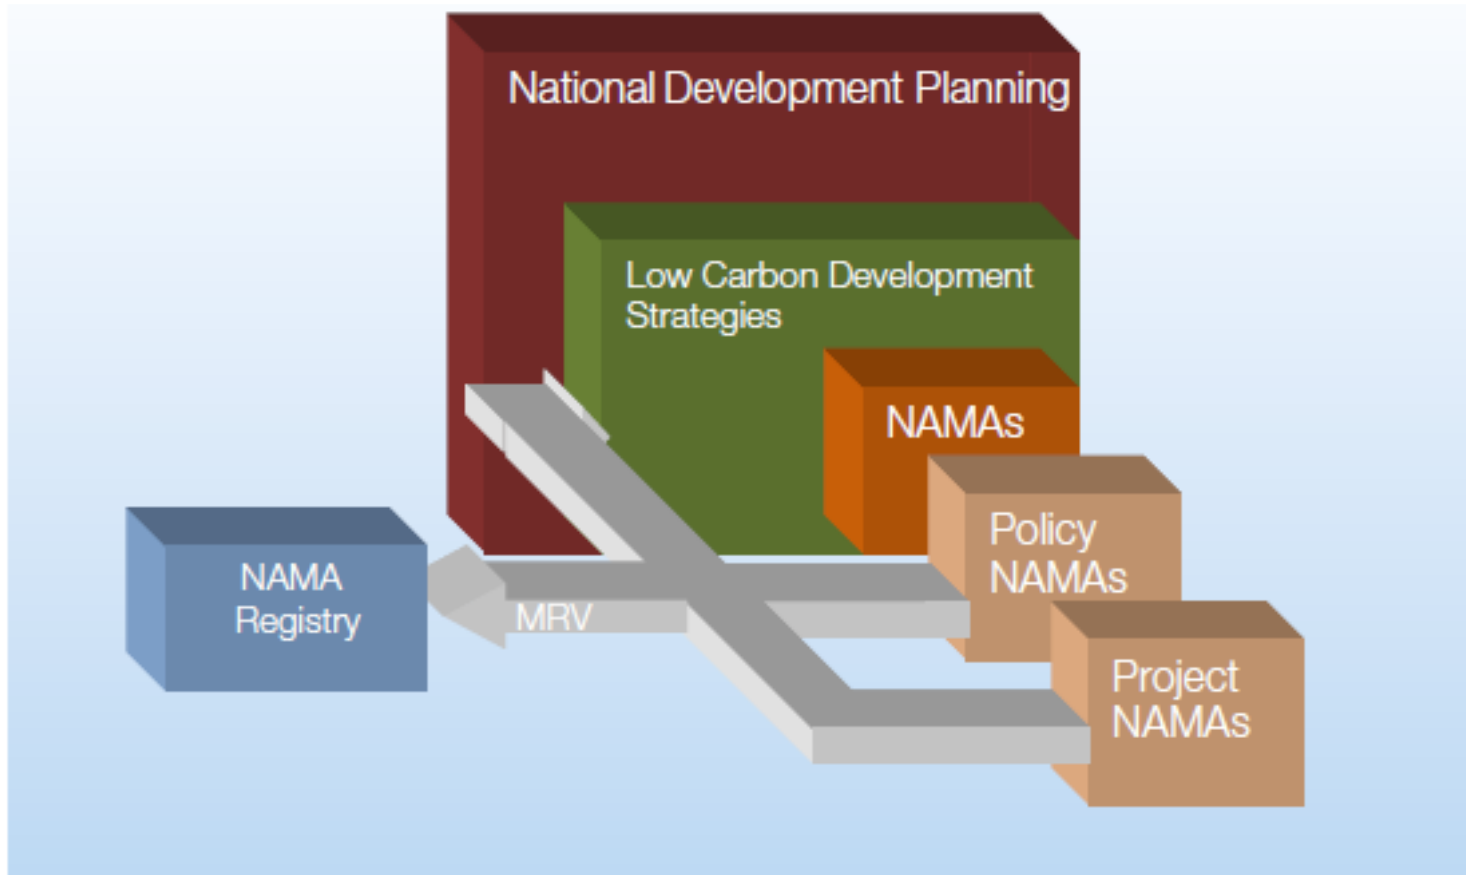 National Development Planning
Low Carbon Development
Strategies
NAMAs
Policy
NAMAs
NAMA
Registry
MRV
Project
NAMAs